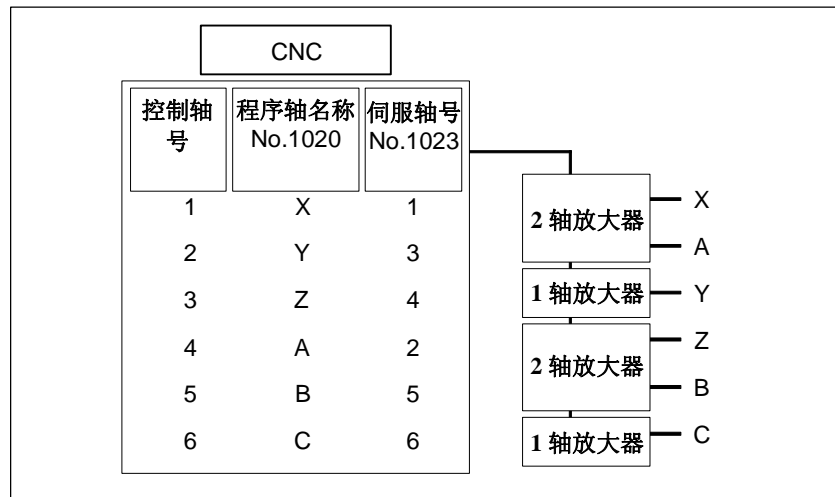 CNC
控制轴号 程序轴名称 No.1020 伺服轴号 No.1023
1 X 1
2 Y 3
3 Z 4
4 A 2
5 B 5
6 C 6
2 轴放大器
X
A
1 轴放大器
Y
2 轴放大器
Z
B
1 轴放大器
C